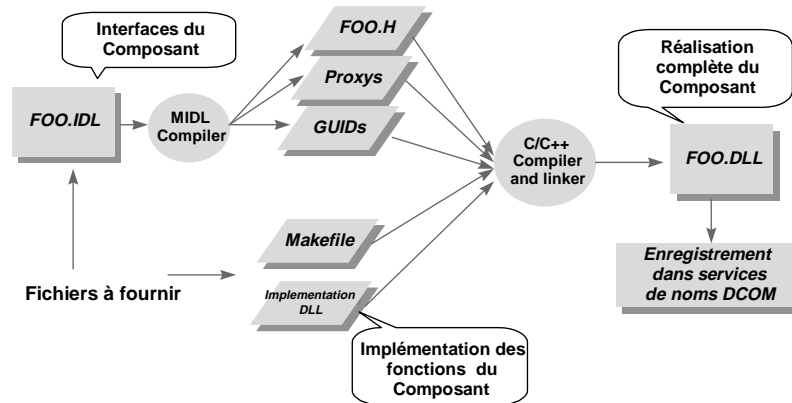 Interfaces du
Composant
FOO.H
Proxys
GUIDs
FOO.IDL
MIDL
Compiler
C/C++
Compiler
and linker
Réalisation
complète du
Composant
FOO.DLL
Enregistrement
dans services
de noms DCOM
Fichiers à fournir
Makefile
Implementation
DLL
Implémentation des
fonctions du
Composant